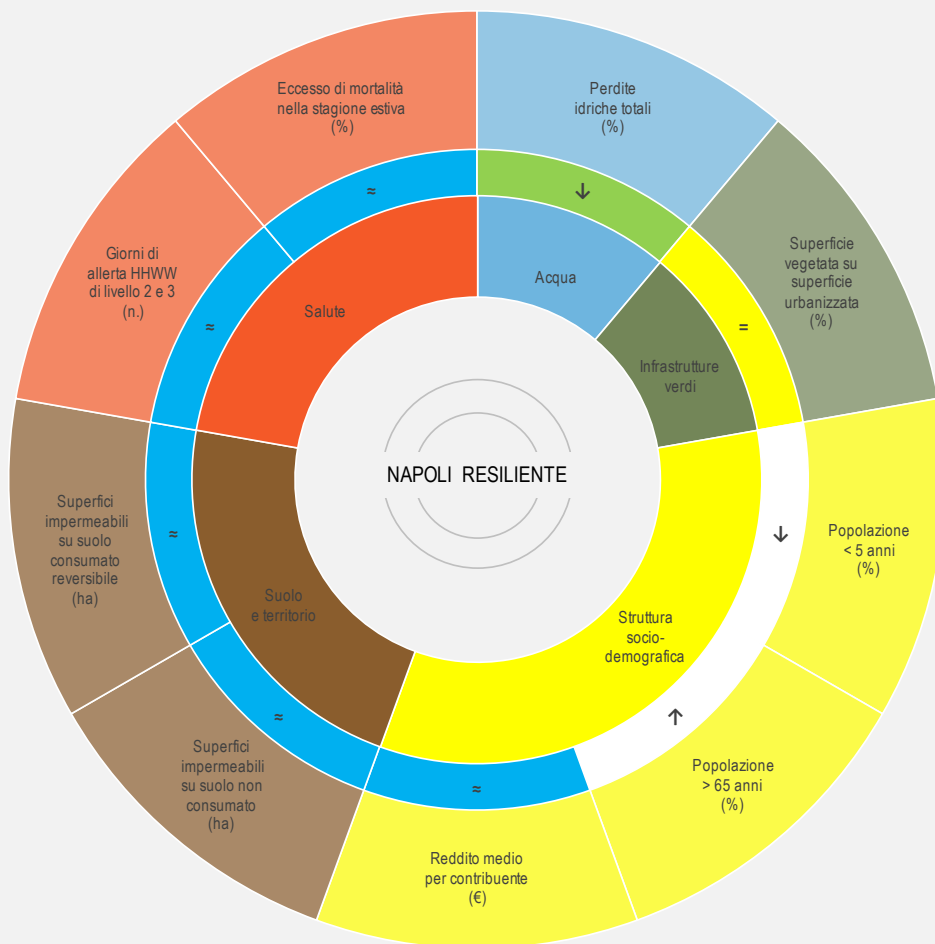 Eccesso di mortalità
nella stagione estiva
(%)
≈
Perdite
idriche totali
(%)
↓
Giorni di
allerta HHWW
di livello 2 e 3
(n.)
≈
Salute
Acqua
Superficie
vegetata su
superficie
urbanizzata
(%)
=
Infrastrutture
verdi
NAPOLI RESILIENTE
Superfici
impermeabili
su suolo
consumato
reversibile
(ha)
≈
Suolo
e territorio
Struttura
socio-
demografica
↓
Popolazione
< 5 anni
(%)
Superfici
impermeabili
su suolo non
consumato
(ha)
≈
↑
Popolazione
> 65 anni
(%)
≈
Reddito medio
per contribuente
(€)